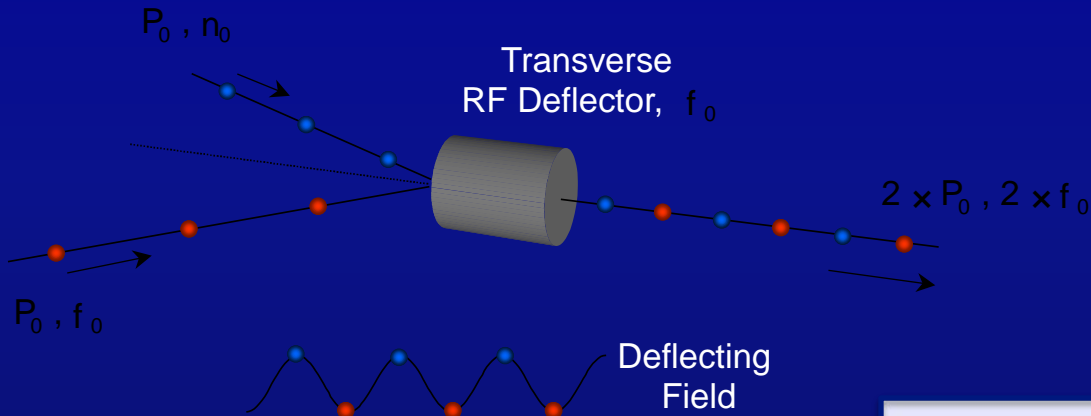 P₀ , n₀
Transverse
RF Deflector, f₀
2 × P₀ , 2 × f₀
P₀ , f₀
Deflecting
Field